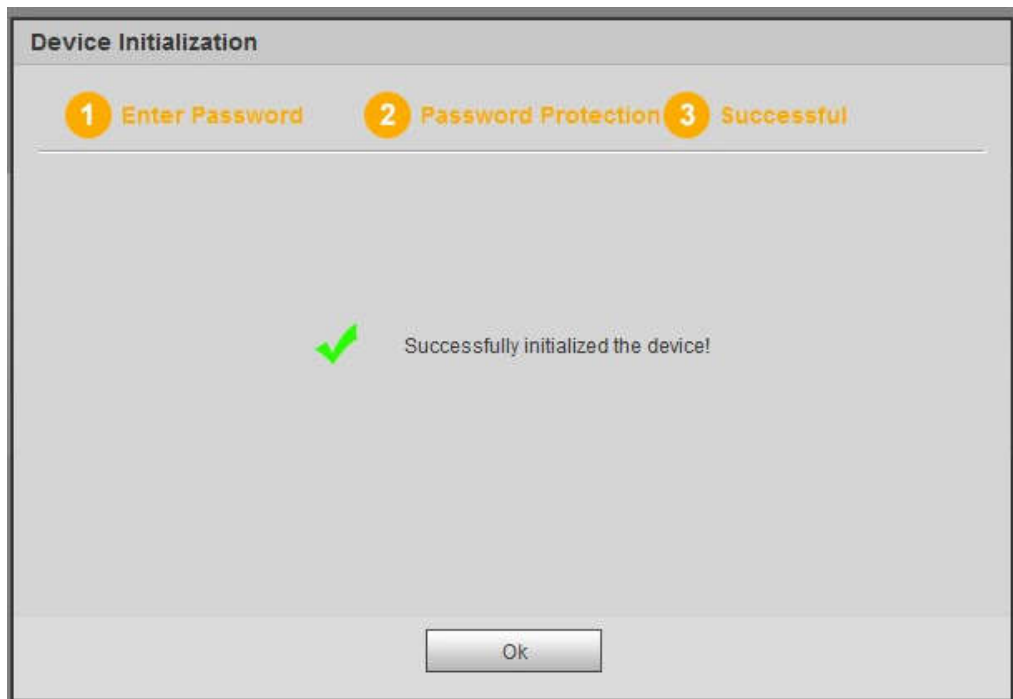 Device Initialization
1 Enter Password 2 Password Protection 3 Successful
Successfully initialized the device!
Ok